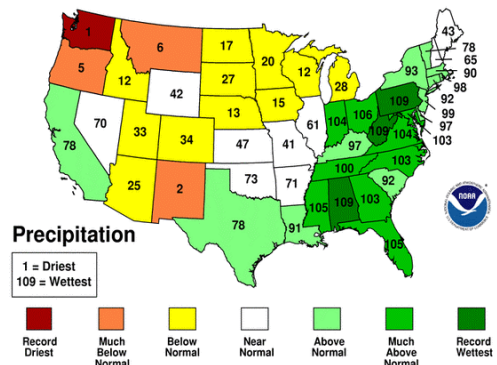 43
1
6
17
78
20
65
5
93
90
12
27
12
98
28
42
92
109
15
99
13
104
106
61
97
70
109
104
103
33
34
47
41
78
97
103
100
73
71
92
25
2
105
109
103
78
91
105
NOAA
Precipitation
1 = Driest
109 = Wettest
Record
Driest
Much
Below
Normal
Below
Normal
Near
Normal
Above
Normal
Much
Above
Normal
Record
Wettest